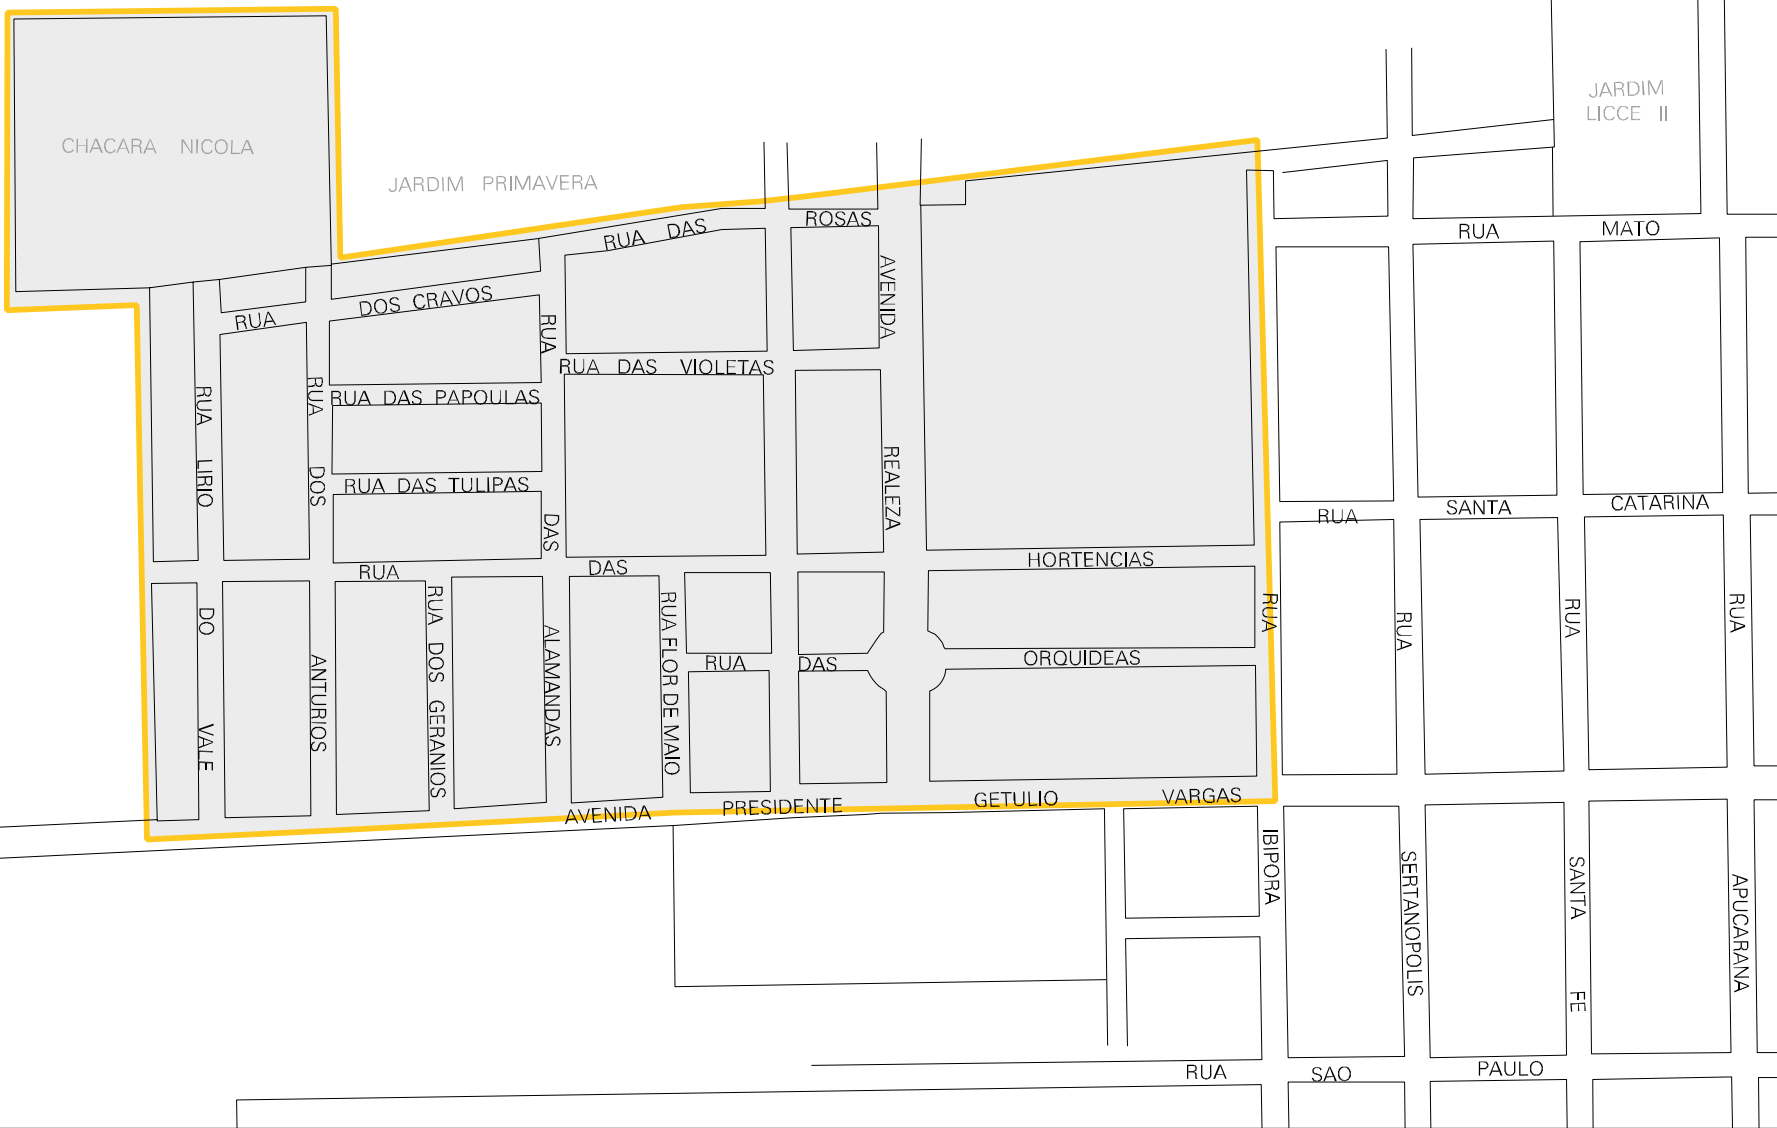 JARDIM
LICCE II
CHACARA NICOLA
JARDIM PRIMAVERA
RUA DAS ROSAS
RUA MATO
RUA DOS CRAVOS
AVENIDA REALEZA
RUA DAS VIOLETAS
RUA DAS PAPOULAS
RUA DAS TULIPAS
RUA LIRIO DO VALE
RUA DOS ANTURIOS
RUA DAS ALAMANDAS
RUA SANTA CATARINA
RUA DAS HORTENCIAS
RUA DOS GERANIOS
RUA FLOR DE MAIO
RUA DAS ORQUIDEAS
RUA IBIPORA
RUA SERTANOPOLIS
RUA SANTA FE
RUA APUCARANA
AVENIDA PRESIDENTE GETULIO VARGAS
RUA SAO PAULO